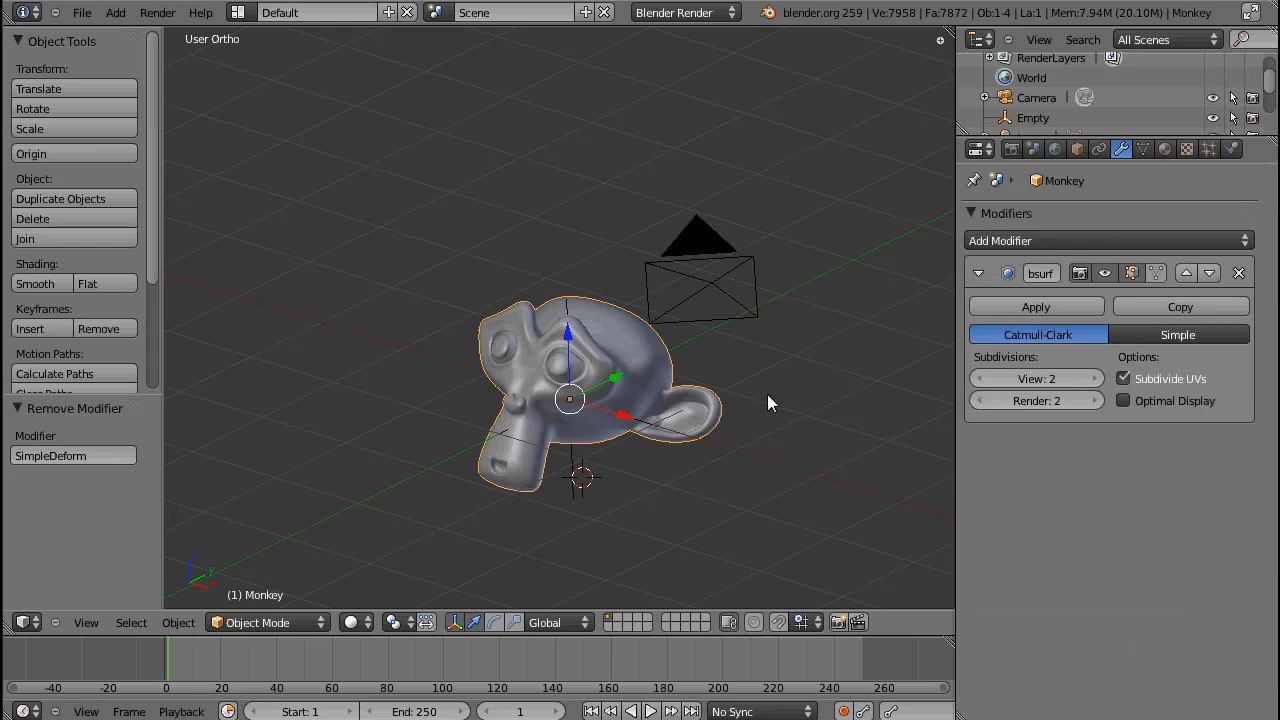 File Add Render Help Default Scene Blender Render blender.org 259 | Ve:7958 | Fa:7872 | Ob:1-4 | La:1 | Mem:7.94M (20.10M) | Monkey
Object Tools
Transform:
Translate
Rotate
Scale
Origin
Object:
Duplicate Objects
Delete
Join
Shading:
Smooth Flat
Keyframes:
Insert Remove
Motion Paths:
Calculate Paths
Remove Modifier
Modifier
SimpleDeform
User Ortho
(1) Monkey
View Select Object Object Mode Global
View Search All Scenes
RenderLayers |
World
Camera |
Empty
Monkey
Modifiers
Add Modifier
bsurf
Apply Copy
Catmull-Clark Simple
Subdivisions: Options:
View: 2 Subdivide UVs
Render: 2 Optimal Display
-40 -20 0 20 40 60 80 100 120 140 160 180 200 220 240 260
View Frame Playback Start: 1 End: 250 1 No Sync